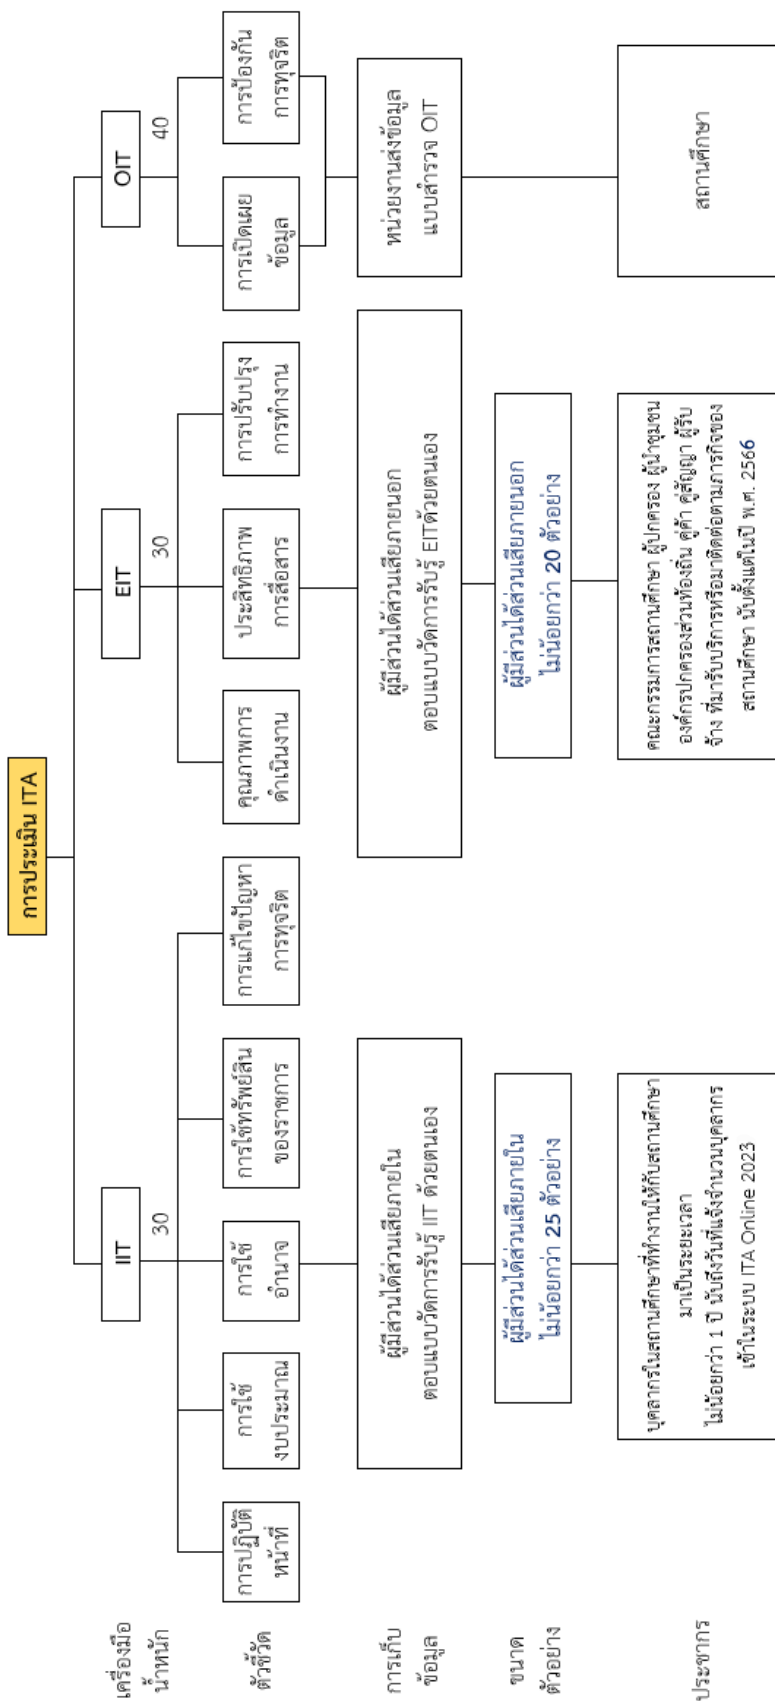 การประเมิน ITA
เครื่องมือ
น้ำหนัก
IIT
30
EIT
30
OIT
40
ตัวชี้วัด
การปฏิบัติ
หน้าที่
การใช้
งบประมาณ
การใช้
อำนาจ
การใช้ทรัพย์สิน
ของราชการ
การแก้ไขปัญหา
การทุจริต
คุณภาพการ
ดำเนินงาน
ประสิทธิภาพ
การสื่อสาร
การปรับปรุง
การทำงาน
การเปิดเผย
ข้อมูล
การป้องกัน
การทุจริต
การเก็บ
ข้อมูล
ผู้มีส่วนได้ส่วนเสียภายใน
ตอบแบบวัดการรับรู้ IIT ด้วยตนเอง
ผู้มีส่วนได้ส่วนเสียภายนอก
ตอบแบบวัดการรับรู้ EITด้วยตนเอง
หน่วยงานส่งข้อมูล
แบบสำรวจ OIT
ขนาด
ตัวอย่าง
ผู้มีส่วนได้ส่วนเสียภายใน
ไม่น้อยกว่า 25 ตัวอย่าง
ผู้มีส่วนได้ส่วนเสียภายนอก
ไม่น้อยกว่า 20 ตัวอย่าง
ประชากร
บุคลากรในสถานศึกษาที่ทำงานให้กับสถานศึกษา
มาเป็นระยะเวลา
ไม่น้อยกว่า 1 ปี นับถึงวันที่แจ้งจำนวนบุคลากร
เข้าในระบบ ITA Online 2023
คณะกรรมการสถานศึกษา ผู้ปกครอง ผู้นำชุมชน
องค์กรปกครองส่วนท้องถิ่น คู่ค้า คู่สัญญา ผู้รับ
จ้าง ที่มารับบริการหรือมาติดต่อตามภารกิจของ
สถานศึกษา นับตั้งแต่ในปี พ.ศ. 2566
สถานศึกษา